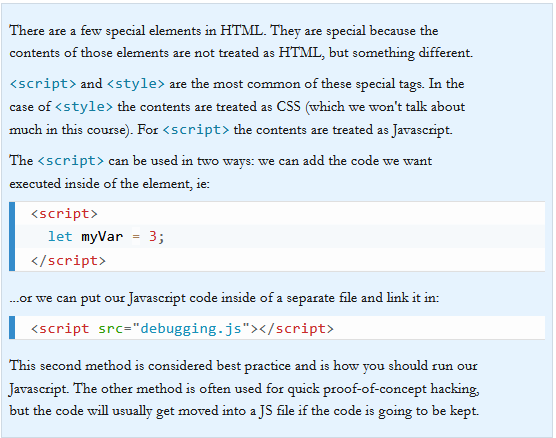 There are a few special elements in HTML. They are special because the
contents of those elements are not treated as HTML, but something different.
<script> and <style> are the most common of these special tags. In the
case of <style> the contents are treated as CSS (which we won't talk about
much in this course). For <script> the contents are treated as Javascript.
The <script> can be used in two ways: we can add the code we want
executed inside of the element, ie:
<script>
  let myVar = 3;
</script>
...or we can put our Javascript code inside of a separate file and link it in:
<script src="debugging.js"></script>
This second method is considered best practice and is how you should run our
Javascript. The other method is often used for quick proof-of-concept hacking,
but the code will usually get moved into a JS file if the code is going to be kept.